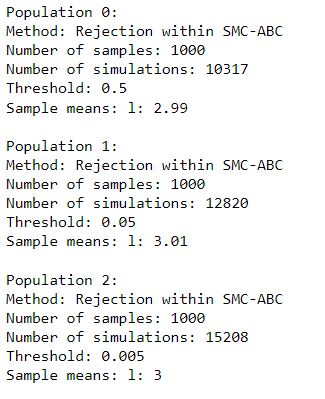 Population 0:
Method: Rejection within SMC-ABC
Number of samples: 1000
Number of simulations: 10317
Threshold: 0.5
Sample means: l: 2.99
Population 1:
Method: Rejection within SMC-ABC
Number of samples: 1000
Number of simulations: 12820
Threshold: 0.05
Sample means: l: 3.01
Population 2:
Method: Rejection within SMC-ABC
Number of samples: 1000
Number of simulations: 15208
Threshold: 0.005
Sample means: l: 3